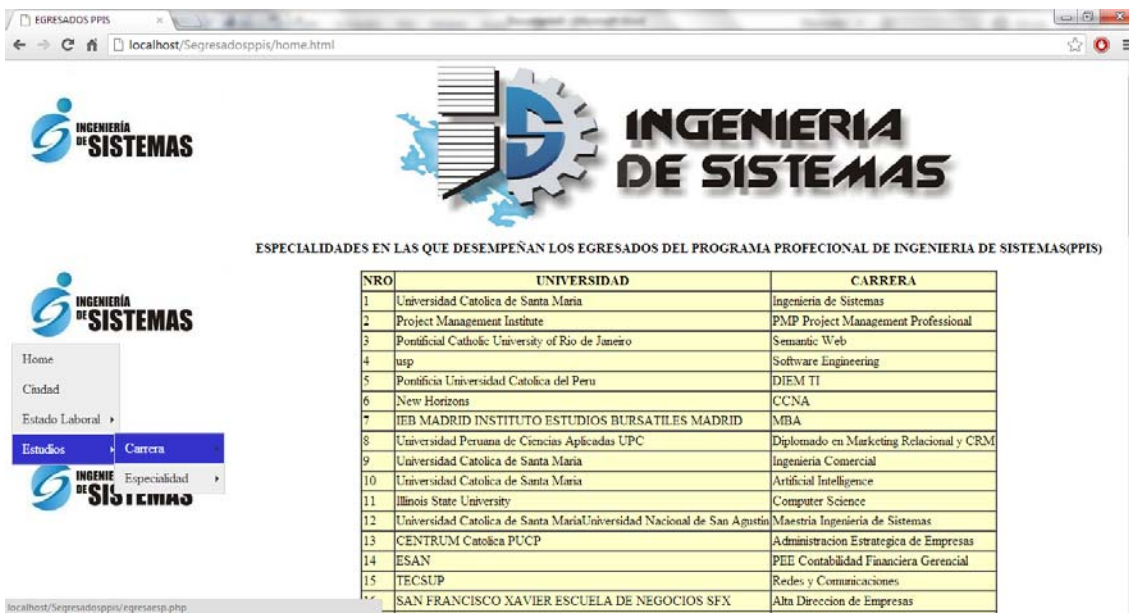 EGRESADOS PPIS
localhost/Segresadosppis/home.html
INGENIERÍA
DE SISTEMAS
INGENIERIA
DE SISTEMAS
ESPECIALIDADES EN LAS QUE DESEMPEÑAN LOS EGRESADOS DEL PROGRAMA PROFECIONAL DE INGENIERIA DE SISTEMAS(PPIS)
INGENIERÍA
DE SISTEMAS
Home
Ciudad
Estado Laboral
Estudios
Carrera
Especialidad
INGENIE
DE SISTEMAS
NRO UNIVERSIDAD CARRERA
1 Universidad Catolica de Santa Maria Ingenieria de Sistemas
2 Project Management Institute PMP Project Management Professional
3 Pontificial Catholic University of Rio de Janeiro Semantic Web
4 usp Software Engineering
5 Pontificia Universidad Catolica del Peru DIEM TI
6 New Horizons CCNA
7 IEB MADRID INSTITUTO ESTUDIOS BURSATILES MADRID MBA
8 Universidad Peruana de Ciencias Aplicadas UPC Diplomado en Marketing Relacional y CRM
9 Universidad Catolica de Santa Maria Ingenieria Comercial
10 Universidad Catolica de Santa Maria Artificial Intelligence
11 Illinois State University Computer Science
12 Universidad Catolica de Santa MariaUniversidad Nacional de San Agustin Maestria Ingenieria de Sistemas
13 CENTRUM Catolica PUCP Administracion Estrategica de Empresas
14 ESAN PEE Contabilidad Financiera Gerencial
15 TECSUP Redes y Comunicaciones
SAN FRANCISCO XAVIER ESCUELA DE NEGOCIOS SFX Alta Direccion de Empresas
localhost/Segresadosppis/egresaesp.php